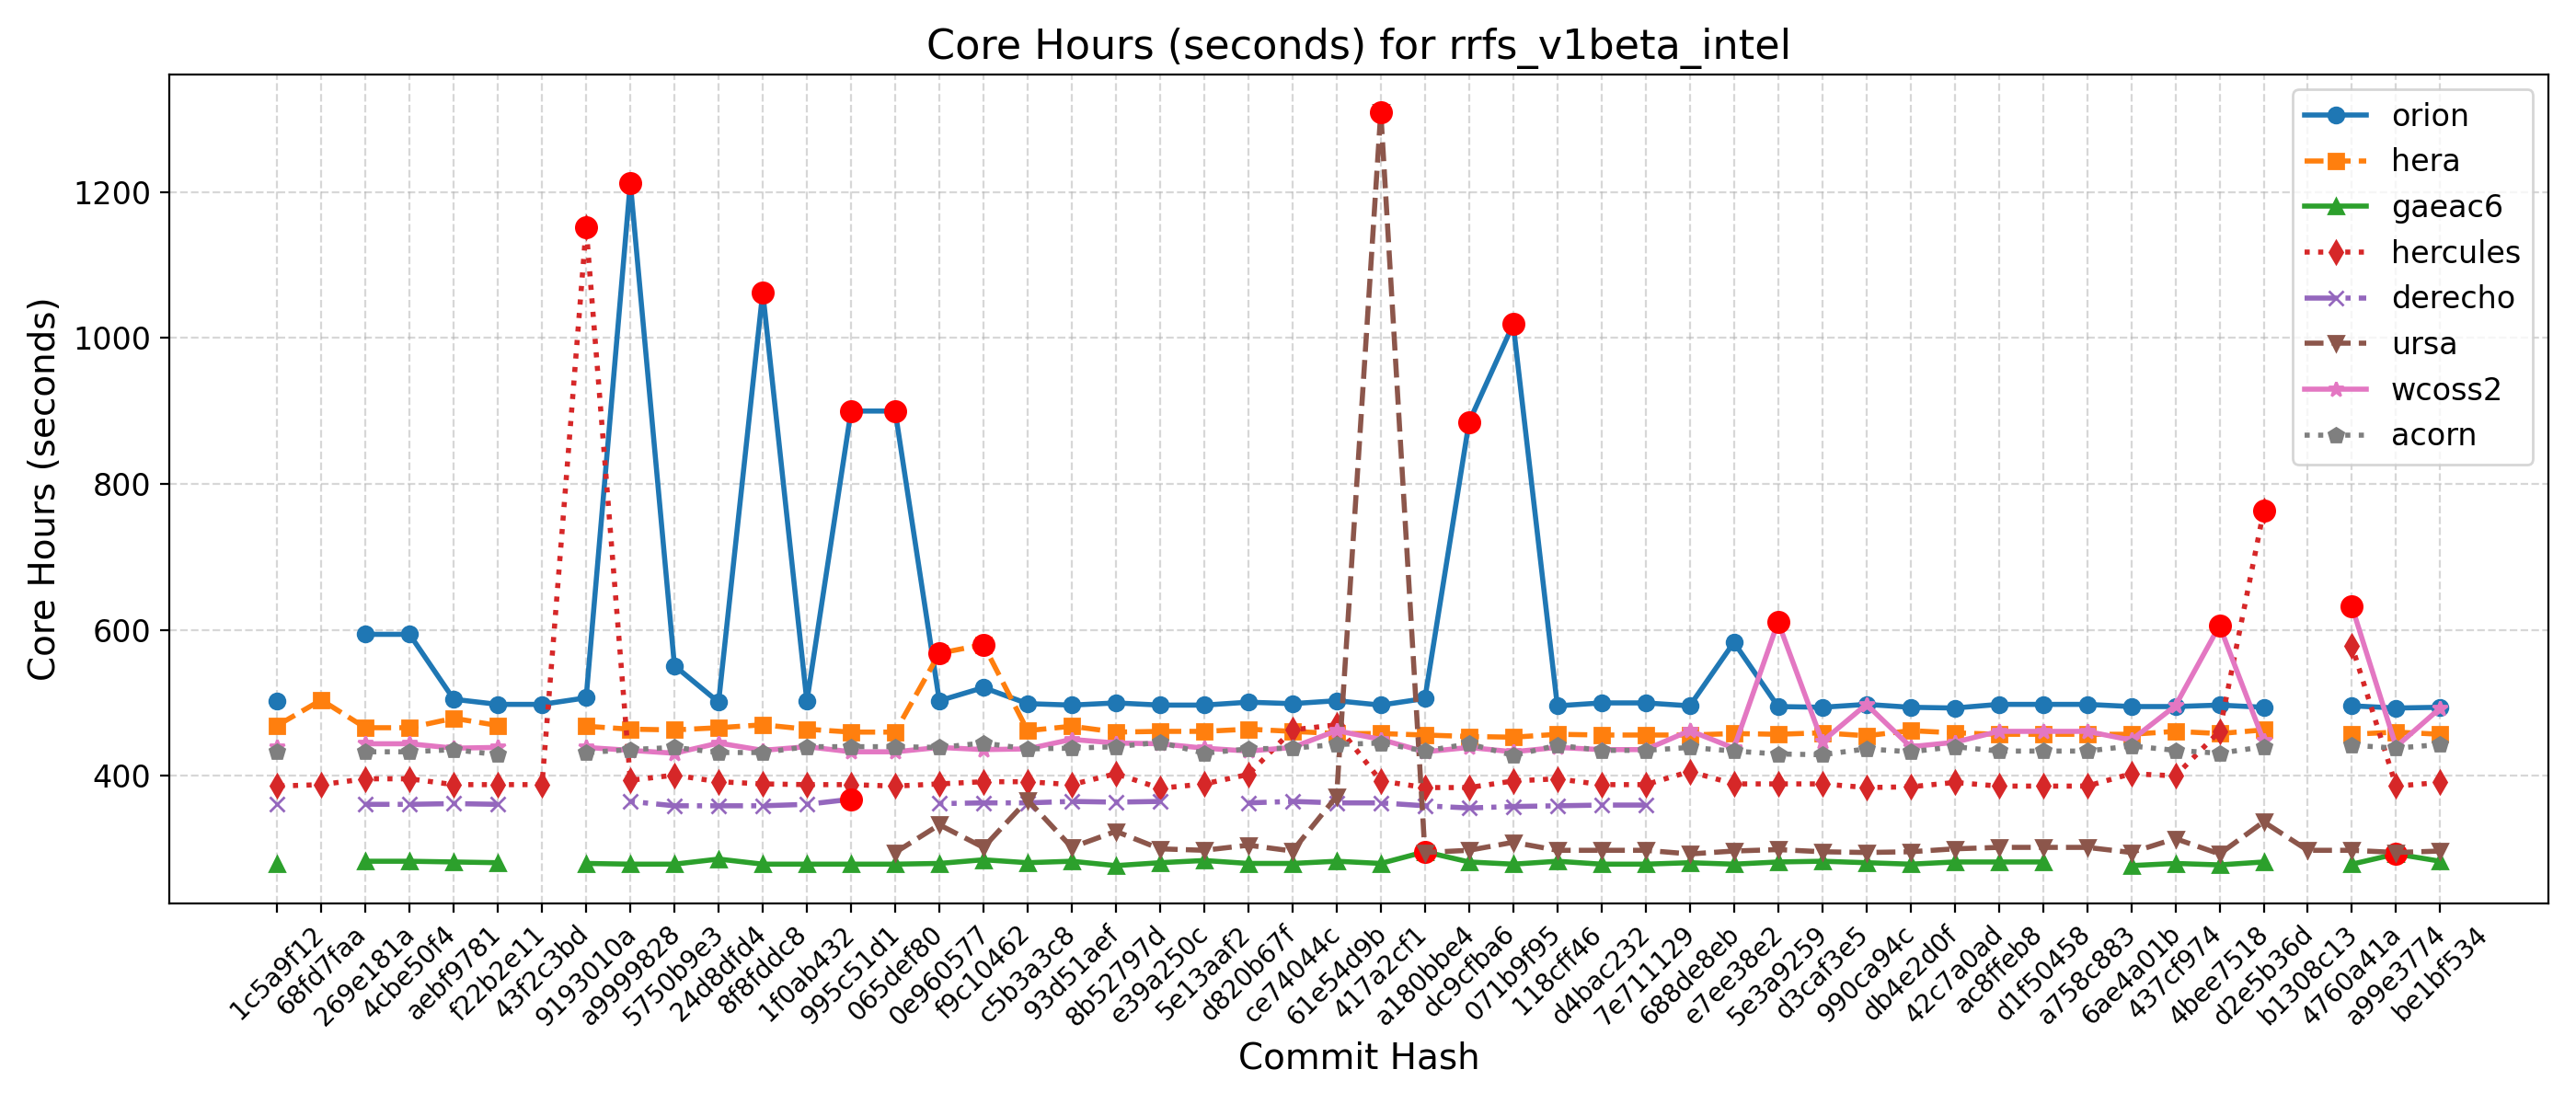 Core Hours (seconds) for rrfs_v1beta_intel
Core Hours (seconds)
1200
1000
800
600
400
orion
hera
gaeac6
hercules
derecho
ursa
wcoss2
acorn
1c5a9f12
68fd7faa
269e181a
4cbe50f4
aebf9781
f22b2e11
43f2c3bd
9193010a
a9999828
5750b9e3
24d8dfd4
8f8fddc8
1f0ab432
995c51d1
065def80
0e960577
f9c10462
c5b3a3c8
93d51aef
8b52797d
e39a250c
5e13aaf2
d820b67f
ce74044c
61e54d9b
417a2cf1
a180bbe4
dc9cfba6
071b9f95
118cff46
d4bac232
7e711129
688de8eb
e7ee38e2
5e3a9259
d3caf3e5
990ca94c
db4e2d0f
42c7a0ad
ac8ffeb8
d1f50458
a758c883
6ae4a01b
437cf974
4bee7518
d2e5b36d
b1308c13
4760a41a
a99e3774
be1bf534
Commit Hash